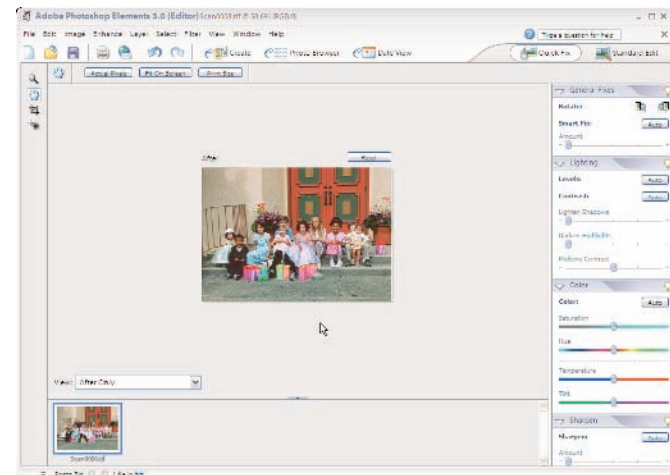 Adobe Photoshop Elements 3.0 (Editor)
File Edit Image Enhance Layer Select Filter View Window Help
Type a question for help
Create Photo Browser Date View
Quick Fix Standard Edit
Actual Pixels Fit On Screen Print Size
General Fixes
Rotate:
Smart Fix: Auto
Amount
Lighting
Levels: Auto
Contrast: Auto
Lighten Shadows
Darken Highlights
Midtone Contrast
Color
Color: Auto
Saturation
Hue
Temperature
Tint
Sharpen
Sharpen: Auto
Amount
After
Reset
View: After Only